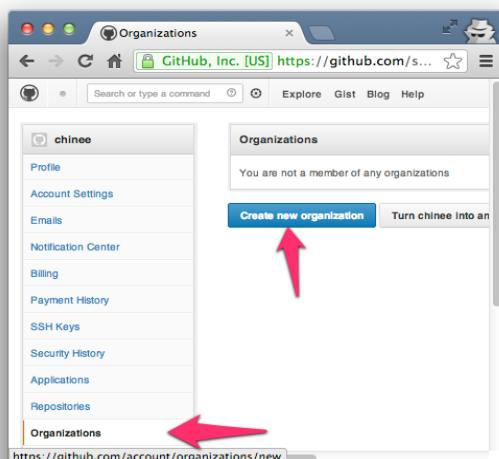 Organizations
GitHub, Inc. [US] https://github.com/s...
Search or type a command
Explore Gist Blog Help
chinee
Profile
Account Settings
Emails
Notification Center
Billing
Payment History
SSH Keys
Security History
Applications
Repositories
Organizations
Organizations
You are not a member of any organizations
Create new organization
Turn chinee into an
https://github.com/account/organizations/new